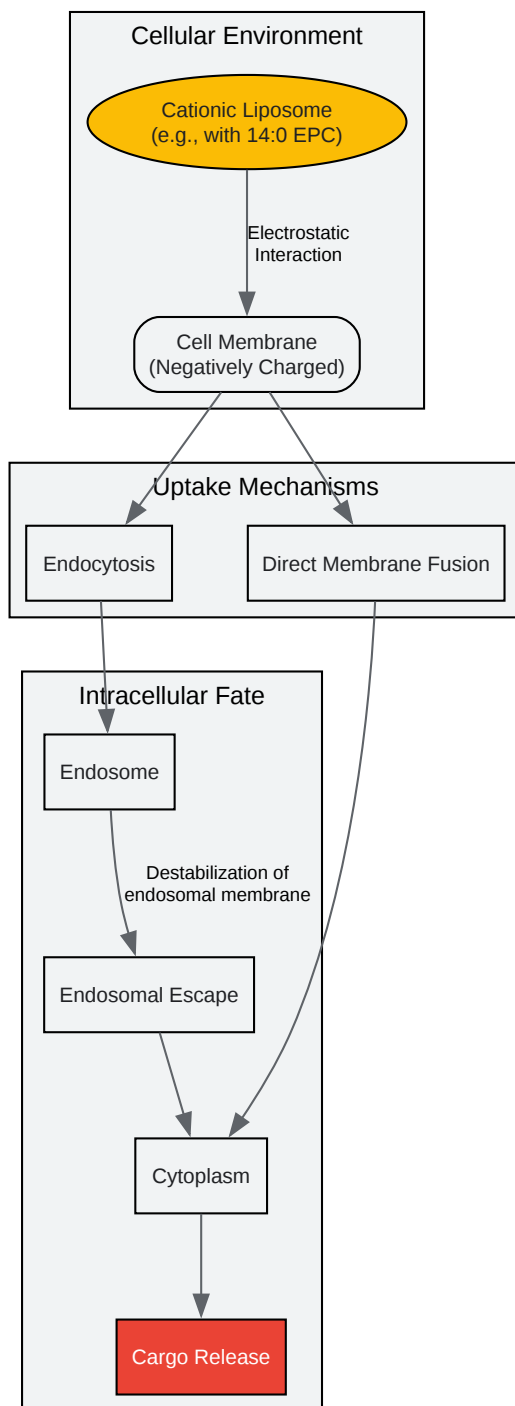 Cellular Environment
Cationic Liposome
(e.g., with 14:0 EPC)
Electrostatic
Interaction
Cell Membrane
(Negatively Charged)
Uptake Mechanisms
Endocytosis
Direct Membrane Fusion
Intracellular Fate
Endosome
Destabilization of
endosomal membrane
Endosomal Escape
Cytoplasm
Cargo Release